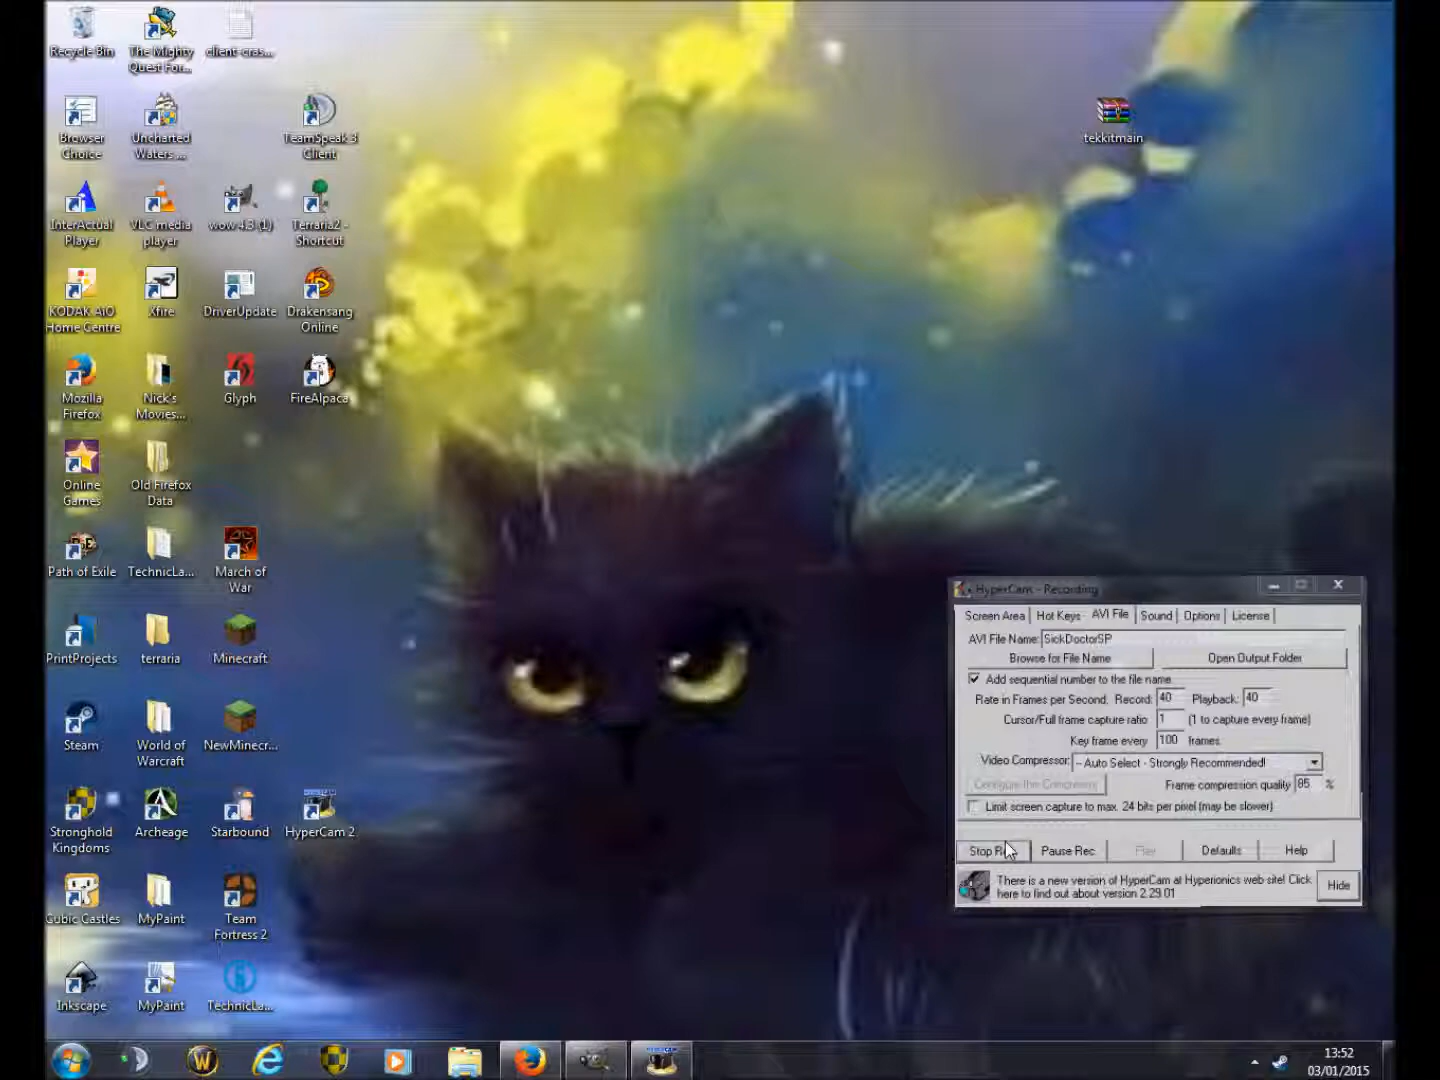 Recycle Bin
The Mighty
Quest For...
client-cras...
Browser
Choice
Uncharted
Waters ...
TeamSpeak 3
Client
tekkitmain
InterActual
Player
VLC media
player
wow 4.3 (1)
Terraria2 -
Shortcut
KODAK AiO
Home Centre
Xfire
DriverUpdate
Drakensang
Online
Mozilla
Firefox
Nick's
Movies...
Glyph
FireAlpaca
Online
Games
Old Firefox
Data
Path of Exile
TechnicLa...
March of
War
PrintProjects
terraria
Minecraft
Steam
World of
Warcraft
NewMinecr...
Stronghold
Kingdoms
Archeage
Starbound
HyperCam 2
Cubic Castles
MyPaint
Team
Fortress 2
Inkscape
MyPaint
TechnicLa...
HyperCam - Recording
Screen Area Hot Keys AVI File Sound Options License
AVI File Name: SickDoctorSP
Browse for File Name Open Output Folder
Add sequential number to the file name
Rate in Frames per Second, Record: 40 Playback: 40
Cursor/Full frame capture ratio 1 (1 to capture every frame)
Key frame every 100 frames.
Video Compressor: -- Auto Select - Strongly Recommended!
Configure the Compressor Frame compression quality 85 %
Limit screen capture to max. 24 bits per pixel (may be slower)
Stop Pause Rec. Play Defaults Help
There is a new version of HyperCam at Hyperionics web site! Click
here to find out about version 2.29.01
Hide
13:52
03/01/2015